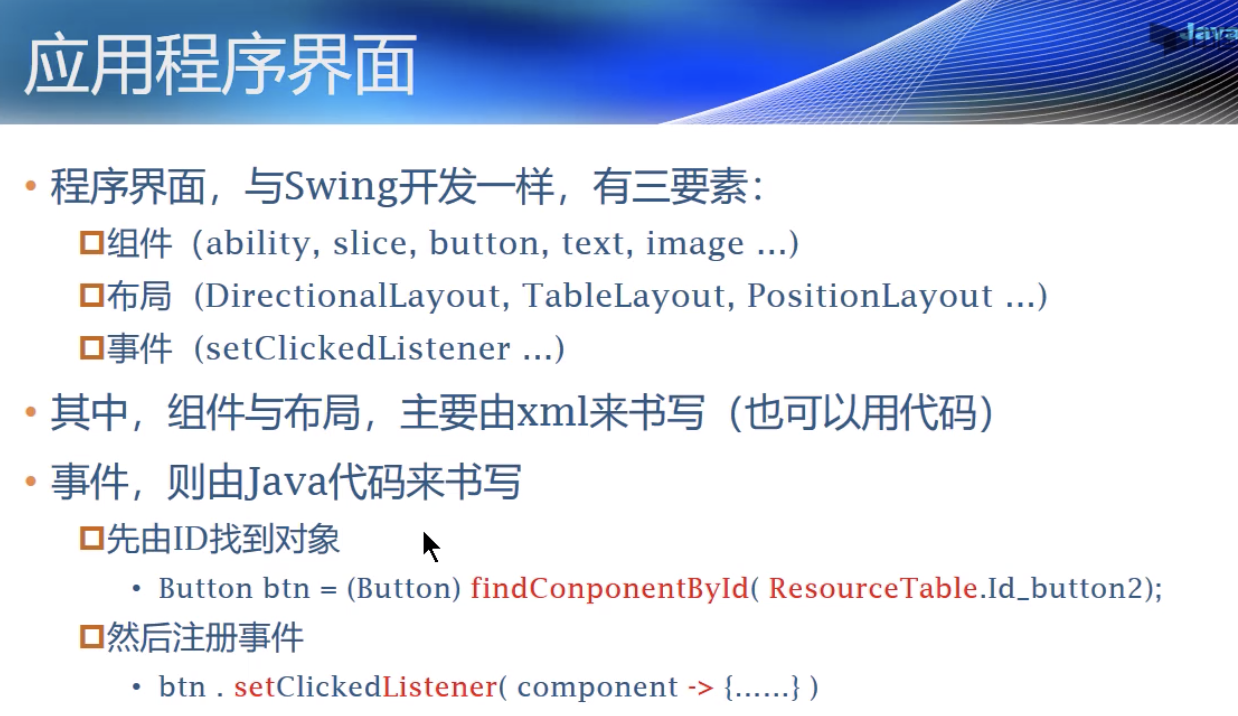 应用程序界面
Java
• 程序界面，与Swing开发一样，有三要素：
组件（ability, slice, button, text, image ...）
布局（DirectionalLayout, TableLayout, PositionLayout ...）
事件（setClickedListener ...）
• 其中，组件与布局，主要由xml来书写（也可以用代码）
• 事件，则由Java代码来书写
先由ID找到对象
• Button btn = (Button) findConponentById( ResourceTable.Id_button2);
然后注册事件
• btn . setClickedListener( component -> {......} )